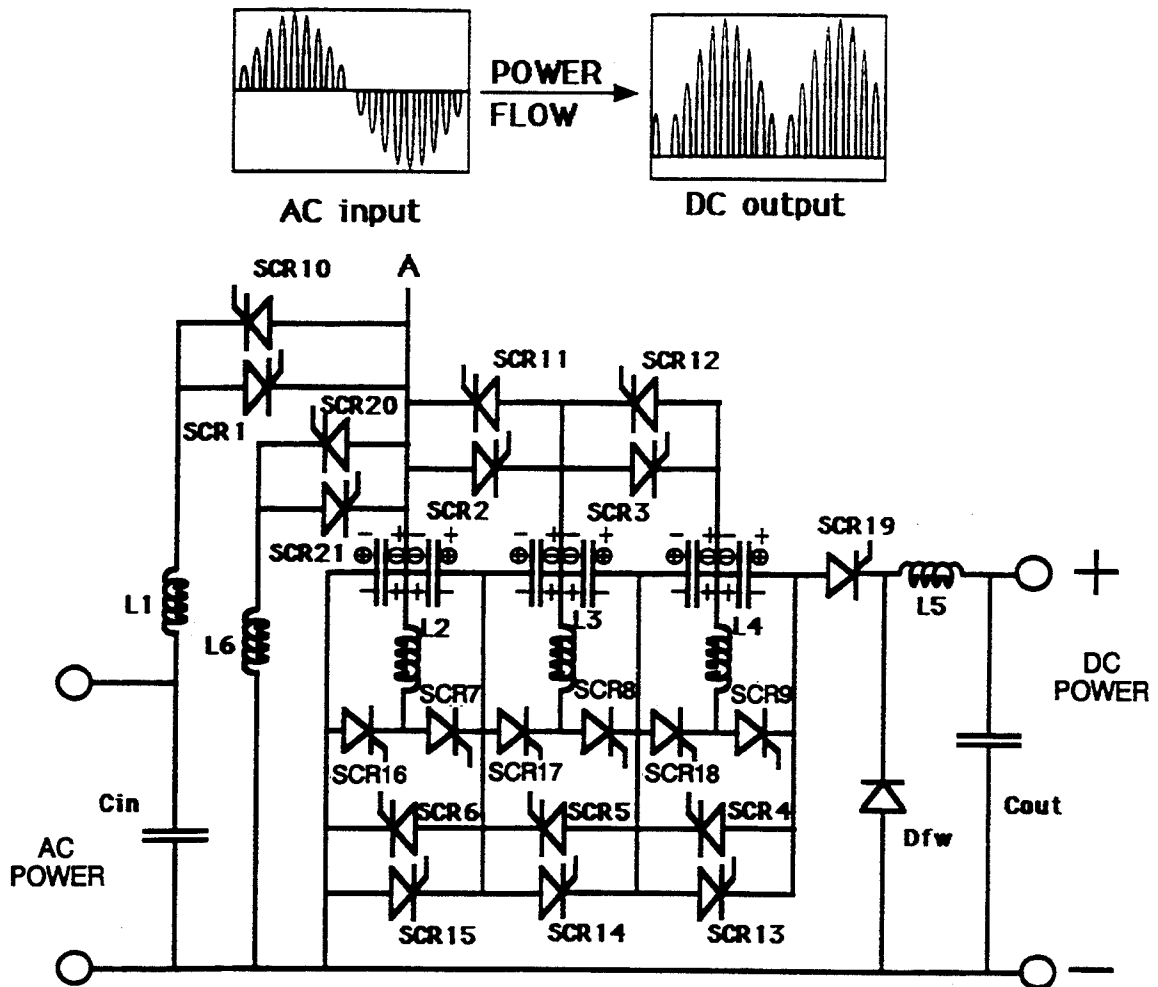 POWER
FLOW
AC input
DC output
SCR10
A
SCR11
SCR12
SCR1
SCR20
SCR2
SCR3
SCR19
SCR21
- + - + - + - + - + - +
⊕ ⊖ ⊖ ⊕ ⊕ ⊖ ⊖ ⊕ ⊕ ⊖ ⊖ ⊕
- + + - - + + - - + + -
L1
L6
L2
L3
L4
L5
+
DC
POWER
SCR7
SCR8
SCR9
SCR16
SCR17
SCR18
Cin
SCR6
SCR5
SCR4
Dfw
Cout
AC
POWER
SCR15
SCR14
SCR13
−